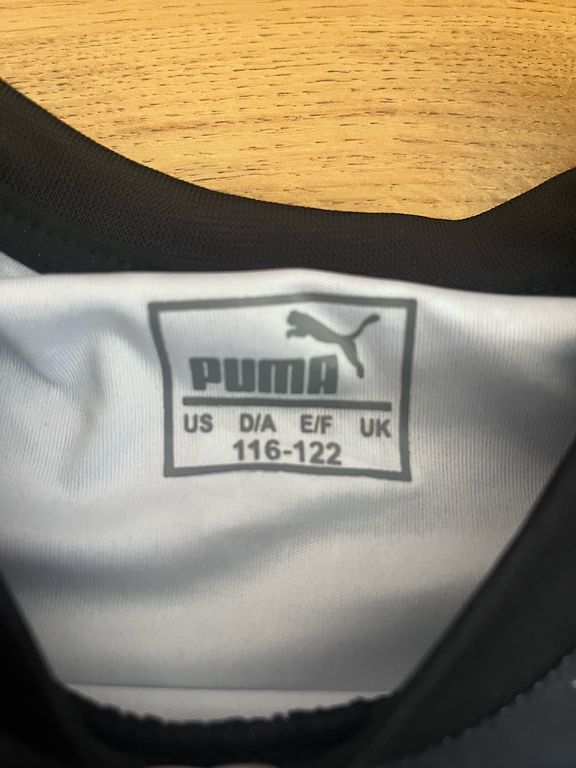 PUMA
US D/A E/F UK
116-122